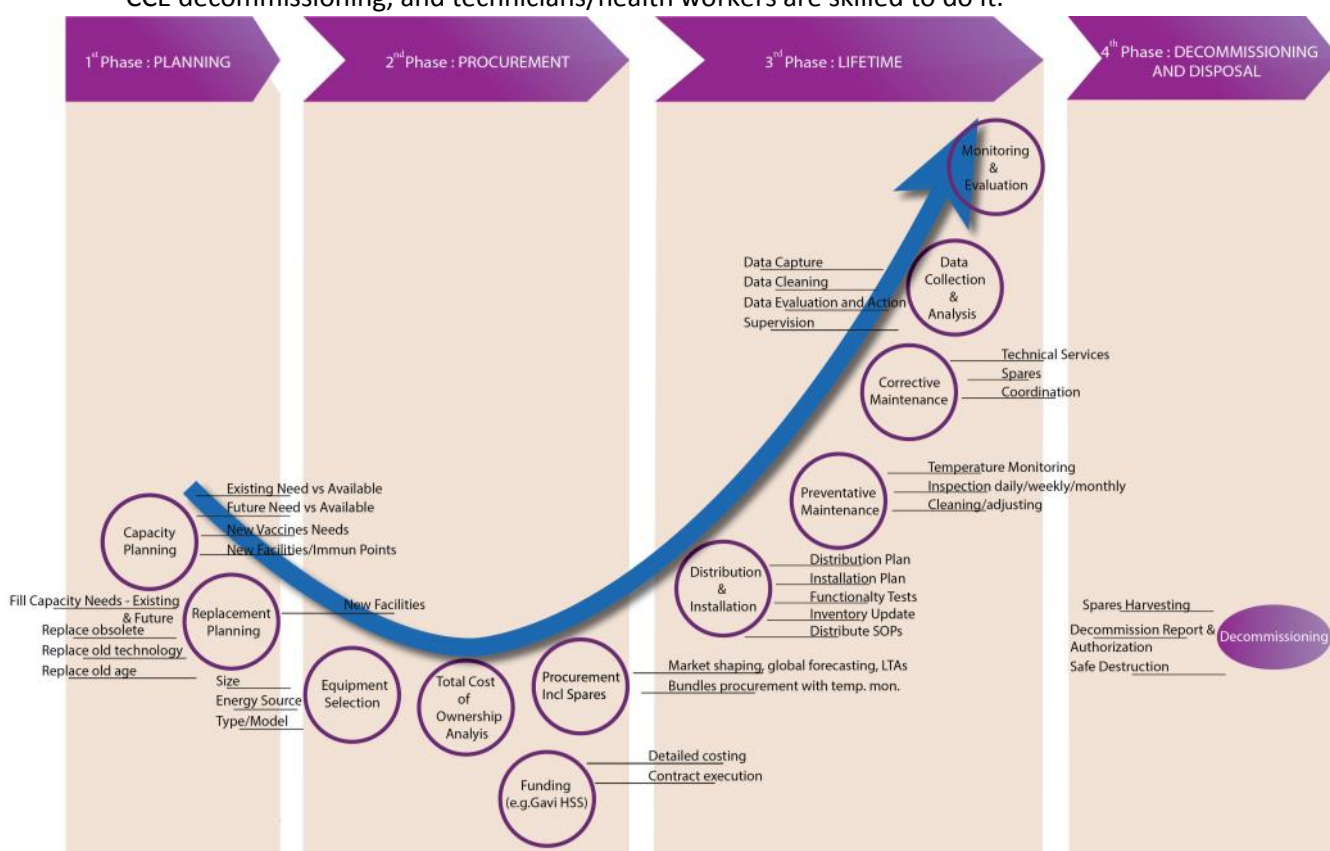 CCE decommissioning, and technicians/health workers are skilled to do it.
1st Phase : PLANNING
2nd Phase : PROCUREMENT
3rd Phase : LIFETIME
4th Phase : DECOMMISSIONING
AND DISPOSAL
Monitoring
&
Evaluation
Data Capture
Data Cleaning
Data Evaluation and Action
Supervision
Data
Collection
&
Analysis
Corrective
Maintenance
Technical Services
Spares
Coordination
Preventative
Maintenance
Temperature Monitoring
Inspection daily/weekly/monthly
Cleaning/adjusting
Capacity
Planning
Existing Need vs Available
Future Need vs Available
New Vaccines Needs
New Facilities/Immun Points
Distribution
&
Installation
Distribution Plan
Installation Plan
Functionalty Tests
Inventory Update
Distribute SOPs
Fill Capacity Needs - Existing
& Future
Replace obsolete
Replace old technology
Replace old age
Replacement
Planning
New Facilities
Size
Energy Source
Type/Model
Equipment
Selection
Total Cost
of
Ownership
Analyis
Procurement
Incl Spares
Market shaping, global forecasting, LTAs
Bundles procurement with temp. mon.
Funding
(e.g.Gavi HSS)
Detailed costing
Contract execution
Spares Harvesting
Decommission Report &
Authorization
Safe Destruction
Decommissioning